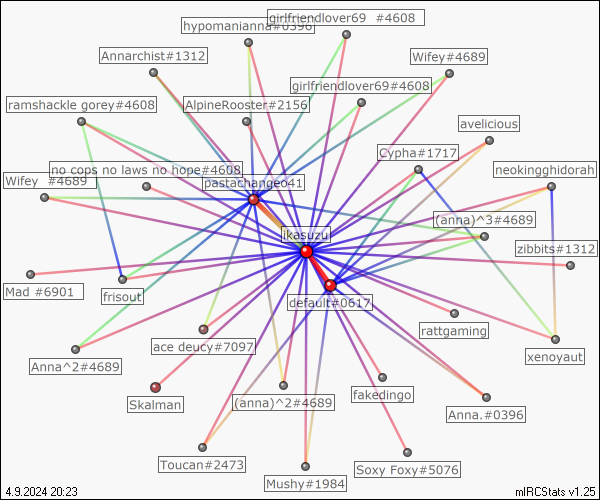 girlfriendlover69 #4608
hypomanianna#0396
Annarchist#1312
Wifey#4689
girlfriendlover69#4608
ramshackle gorey#4608
AlpineRooster#2156
avelicious
Cypha#1717
no cops no laws no hope#4608
neokingghidorah
Wifey #4689
pastachangeo41
(anna)^3#4689
ikasuzu
zibbits#1312
Mad #6901
frisout
default#0617
rattgaming
ace deucy#7097
xenoyaut
Anna^2#4689
fakedingo
Skalman
(anna)^2#4689
Anna.#0396
Toucan#2473
Soxy Foxy#5076
Mushy#1984
4.9.2024 20:23
mIRCStats v1.25